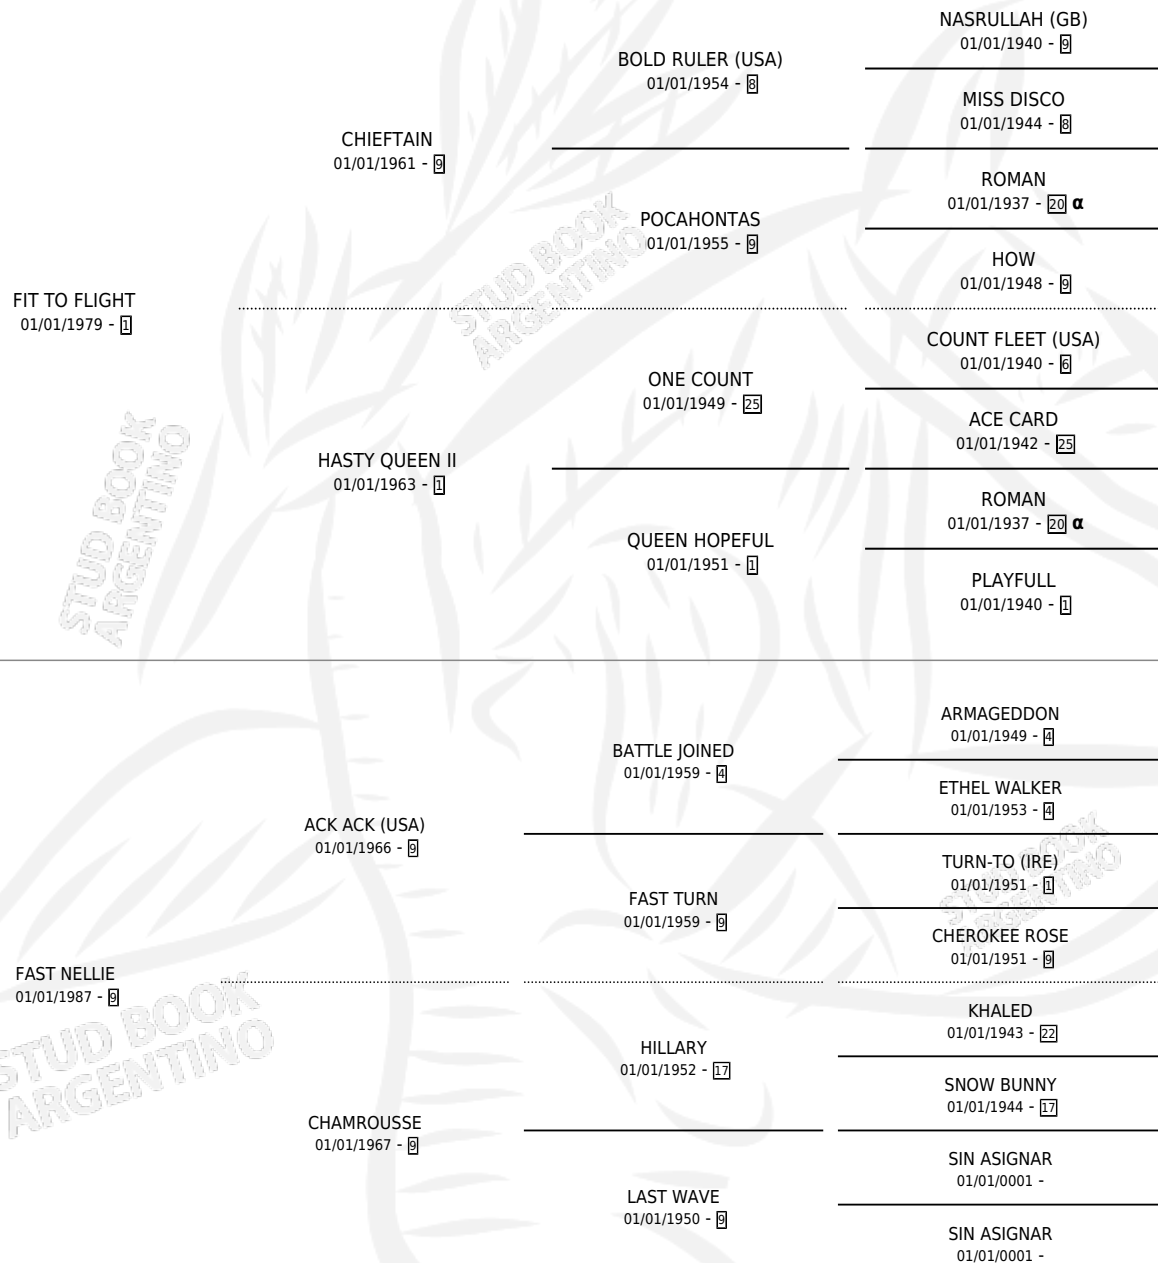 NASRULLAH (GB)
01/01/1940 - 9
BOLD RULER (USA)
01/01/1954 - 8
MISS DISCO
01/01/1944 - 8
CHIEFTAIN
01/01/1961 - 9
ROMAN
01/01/1937 - 20 α
POCAHONTAS
01/01/1955 - 9
HOW
01/01/1948 - 9
FIT TO FLIGHT
01/01/1979 - 1
COUNT FLEET (USA)
01/01/1940 - 6
ONE COUNT
01/01/1949 - 25
ACE CARD
01/01/1942 - 25
HASTY QUEEN II
01/01/1963 - 1
ROMAN
01/01/1937 - 20 α
QUEEN HOPEFUL
01/01/1951 - 1
PLAYFULL
01/01/1940 - 1
ARMAGEDDON
01/01/1949 - 4
BATTLE JOINED
01/01/1959 - 4
ETHEL WALKER
01/01/1953 - 4
ACK ACK (USA)
01/01/1966 - 9
TURN-TO (IRE)
01/01/1951 - 1
FAST TURN
01/01/1959 - 9
CHEROKEE ROSE
01/01/1951 - 9
FAST NELLIE
01/01/1987 - 9
KHALED
01/01/1943 - 22
HILLARY
01/01/1952 - 17
SNOW BUNNY
01/01/1944 - 17
CHAMROUSSE
01/01/1967 - 9
SIN ASIGNAR
01/01/0001 -
LAST WAVE
01/01/1950 - 9
SIN ASIGNAR
01/01/0001 -
STUD BOOK
ARGENTINO
STUD BOOK
ARGENTINO
STUD BOOK
ARGENTINO
STUD BOOK
ARGENTINO